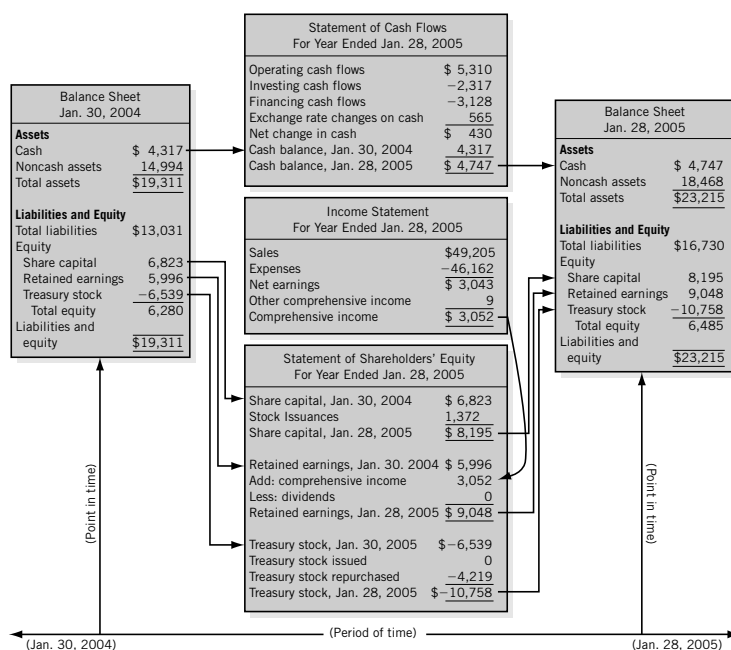 Statement of Cash Flows
For Year Ended Jan. 28, 2005
Operating cash flows $ 5,310
Investing cash flows −2,317
Financing cash flows −3,128
Exchange rate changes on cash 565
Net change in cash $ 430
Cash balance, Jan. 30, 2004 4,317
Cash balance, Jan. 28, 2005 $ 4,747
Balance Sheet
Jan. 30, 2004
Assets
Cash $ 4,317
Noncash assets 14,994
Total assets $19,311
Liabilities and Equity
Total liabilities $13,031
Equity
Share capital 6,823
Retained earnings 5,996
Treasury stock −6,539
Total equity 6,280
Liabilities and
equity $19,311
Income Statement
For Year Ended Jan. 28, 2005
Sales $49,205
Expenses −46,162
Net earnings $ 3,043
Other comprehensive income 9
Comprehensive income $ 3,052
Statement of Shareholders' Equity
For Year Ended Jan. 28, 2005
Share capital, Jan. 30, 2004 $ 6,823
Stock Issuances 1,372
Share capital, Jan. 28, 2005 $ 8,195
Retained earnings, Jan. 30. 2004 $ 5,996
Add: comprehensive income 3,052
Less: dividends 0
Retained earnings, Jan. 28, 2005 $ 9,048
Treasury stock, Jan. 30, 2005 $−6,539
Treasury stock issued 0
Treasury stock repurchased −4,219
Treasury stock, Jan. 28, 2005 $−10,758
Balance Sheet
Jan. 28, 2005
Assets
Cash $ 4,747
Noncash assets 18,468
Total assets $23,215
Liabilities and Equity
Total liabilities $16,730
Equity
Share capital 8,195
Retained earnings 9,048
Treasury stock −10,758
Total equity 6,485
Liabilities and
equity $23,215
(Point in time)
(Point in time)
(Period of time)
(Jan. 30, 2004)
(Jan. 28, 2005)